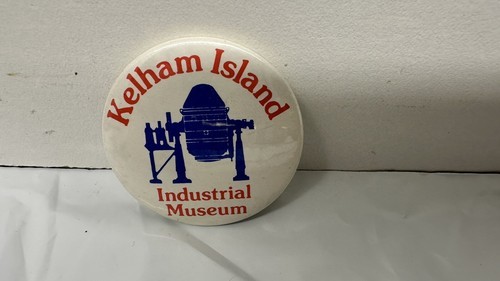 Kelham Island
Industrial
Museum